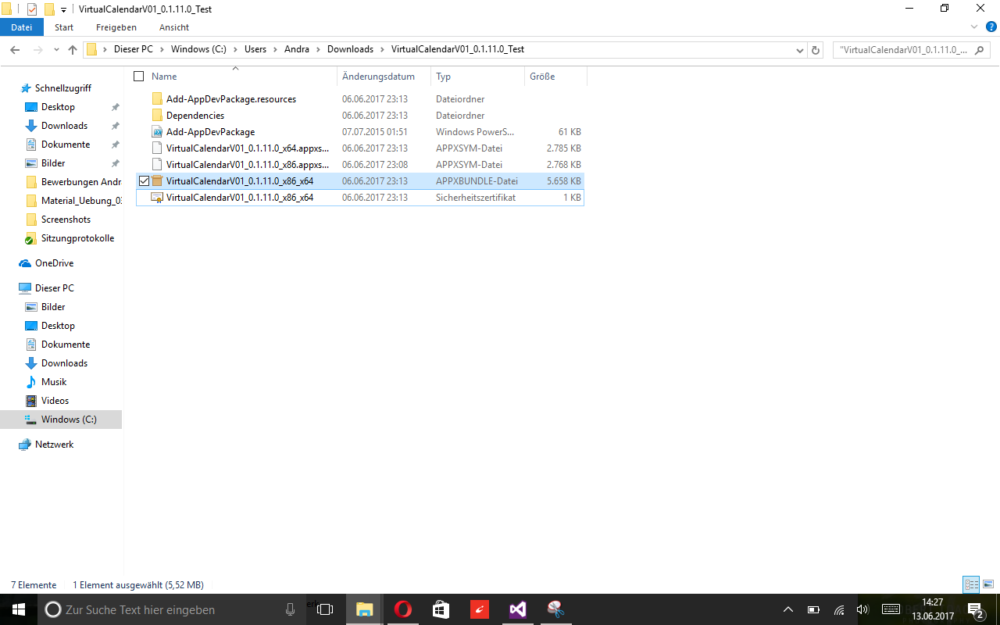 VirtualCalendarV01_0.1.11.0_Test
Datei Start Freigeben Ansicht
Dieser PC Windows (C:) Users Andra Downloads VirtualCalendarV01_0.1.11.0_Test "VirtualCalendarV01_0.1.11.0_...
Name Änderungsdatum Typ Größe
Add-AppDevPackage.resources 06.06.2017 23:13 Dateiordner
Dependencies 06.06.2017 23:13 Dateiordner
Add-AppDevPackage 07.07.2015 01:51 Windows PowerS... 61 KB
VirtualCalendarV01_0.1.11.0_x64.appxs... 06.06.2017 23:13 APPXSYM-Datei 2.785 KB
VirtualCalendarV01_0.1.11.0_x86.appxs... 06.06.2017 23:08 APPXSYM-Datei 2.768 KB
VirtualCalendarV01_0.1.11.0_x86_x64 06.06.2017 23:13 APPXBUNDLE-Datei 5.658 KB
VirtualCalendarV01_0.1.11.0_x86_x64 06.06.2017 23:13 Sicherheitszertifikat 1 KB
Schnellzugriff
Desktop
Downloads
Dokumente
Bilder
Bewerbungen Andr
Material_Uebung_03
Screenshots
Sitzungprotokolle
OneDrive
Dieser PC
Bilder
Desktop
Dokumente
Downloads
Musik
Videos
Windows (C:)
Netzwerk
7 Elemente 1 Element ausgewählt (5,52 MB)
Zur Suche Text hier eingeben
14:27
13.06.2017
2